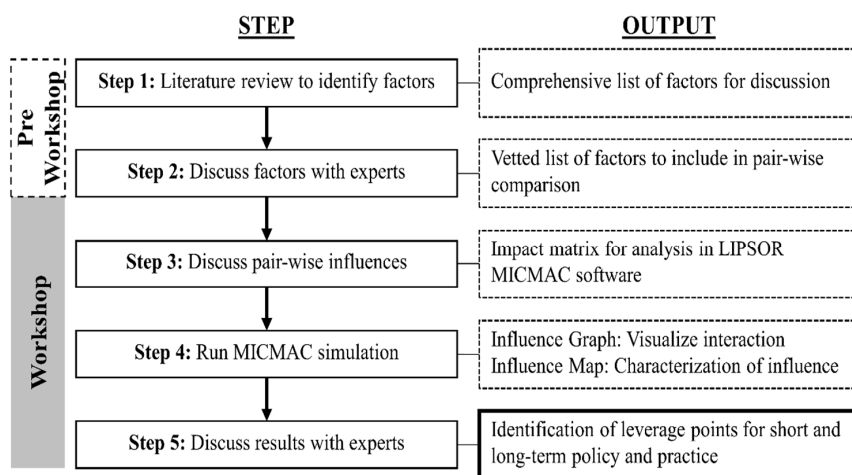 STEP
OUTPUT
Pre
Workshop
Step 1: Literature review to identify factors
Comprehensive list of factors for discussion
Step 2: Discuss factors with experts
Vetted list of factors to include in pair-wise
comparison
Workshop
Step 3: Discuss pair-wise influences
Impact matrix for analysis in LIPSOR
MICMAC software
Step 4: Run MICMAC simulation
Influence Graph: Visualize interaction
Influence Map: Characterization of influence
Step 5: Discuss results with experts
Identification of leverage points for short and
long-term policy and practice